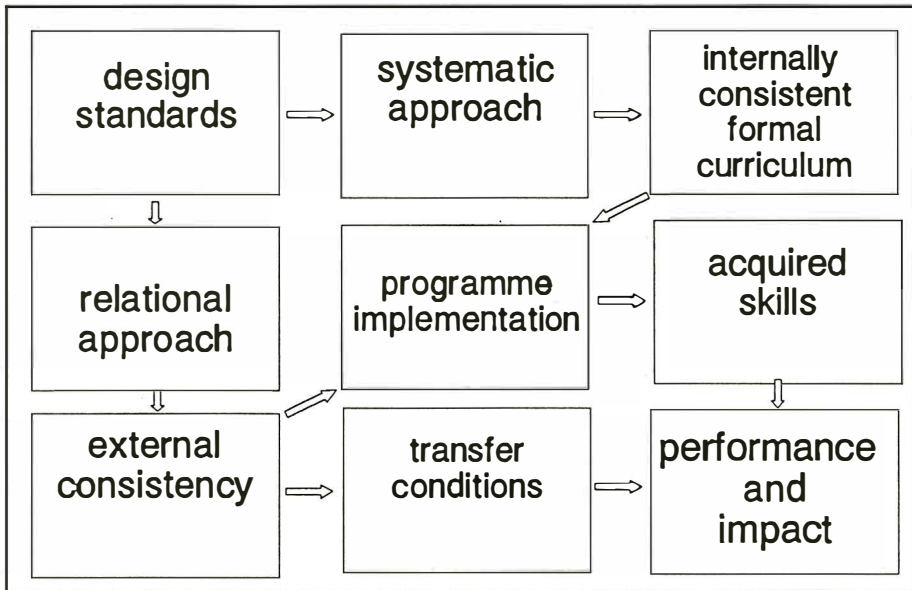 design
standards
systematic
approach
internally
consistent
formal
curriculum
relational
approach
programme
implementation
acquired
skills
external
consistency
transfer
conditions
performance
and
impact